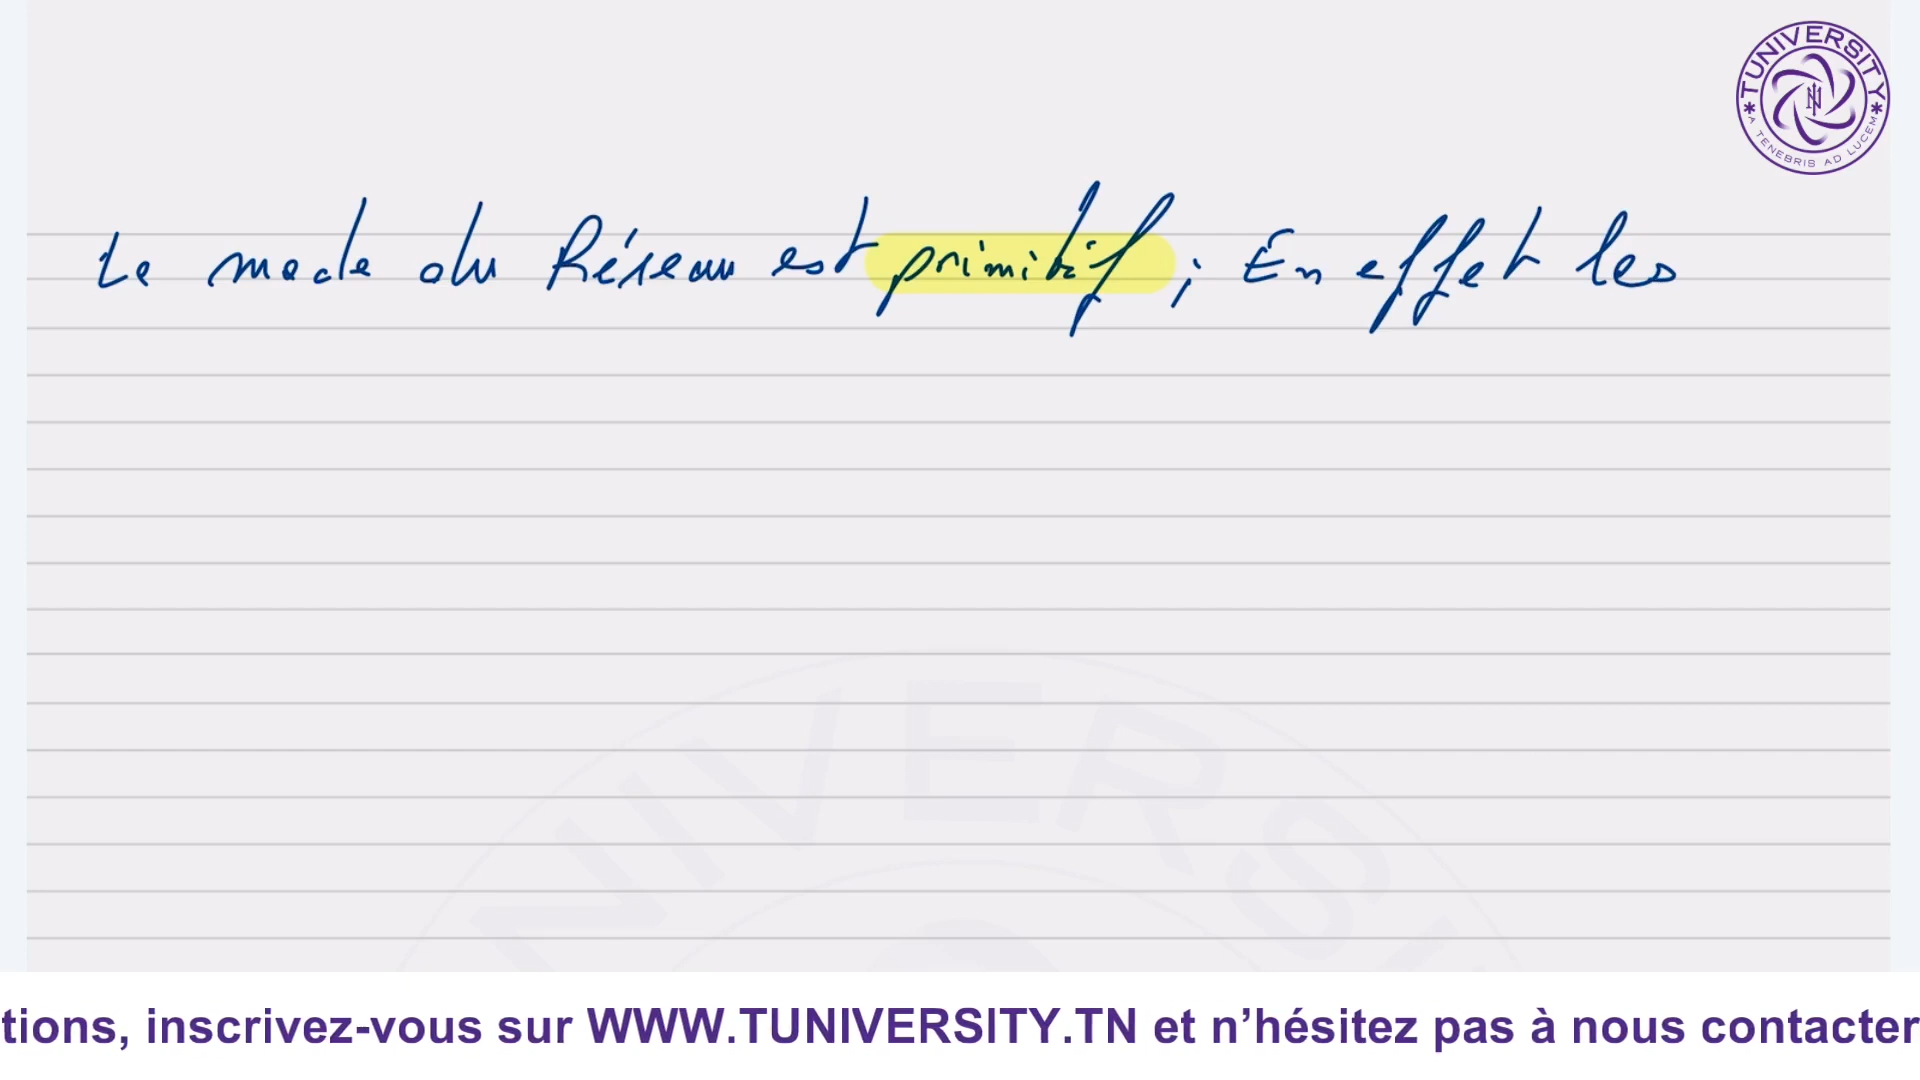 TUNIVERSITY
A TENEBRIS AD LUCEM
Le mode du Réseau est primitif ; En effet les
NIVERSI
tions, inscrivez-vous sur WWW.TUNIVERSITY.TN et n’hésitez pas à nous contacter